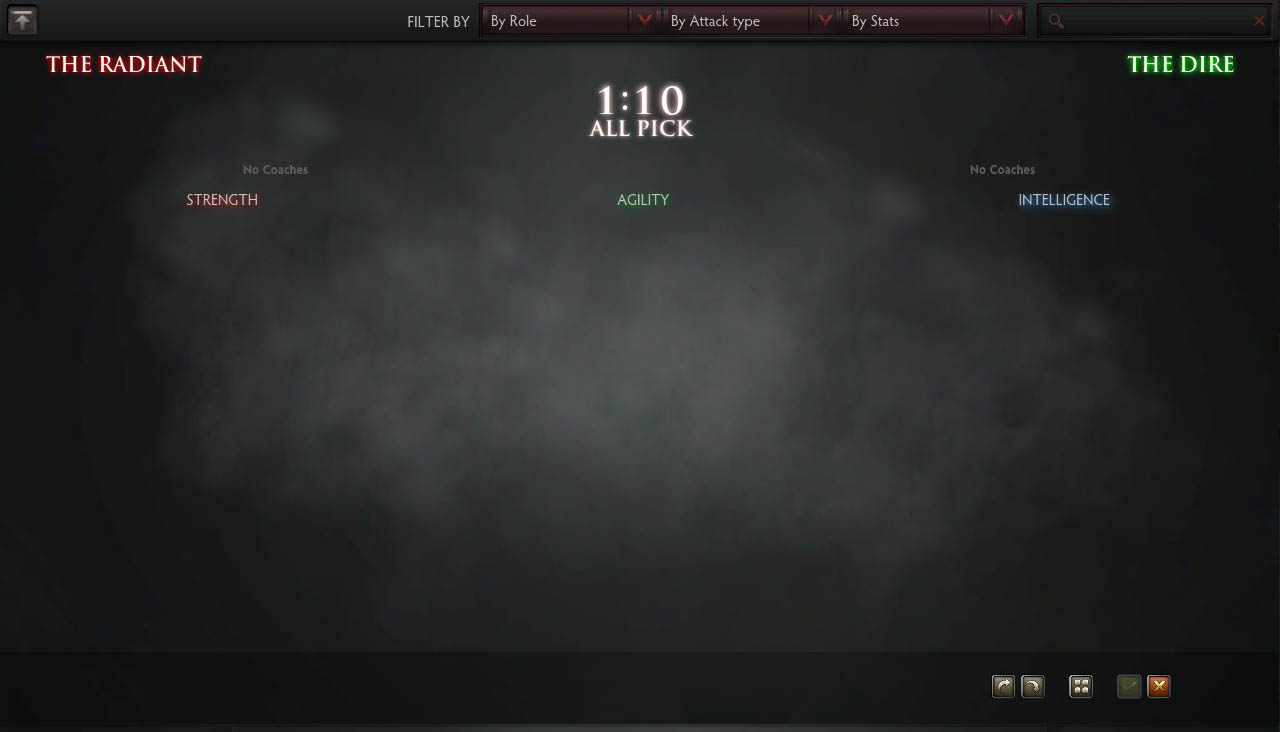 FILTER BY By Role By Attack type By Stats
THE RADIANT THE DIRE
1:10
ALL PICK
No Coaches No Coaches
STRENGTH AGILITY INTELLIGENCE